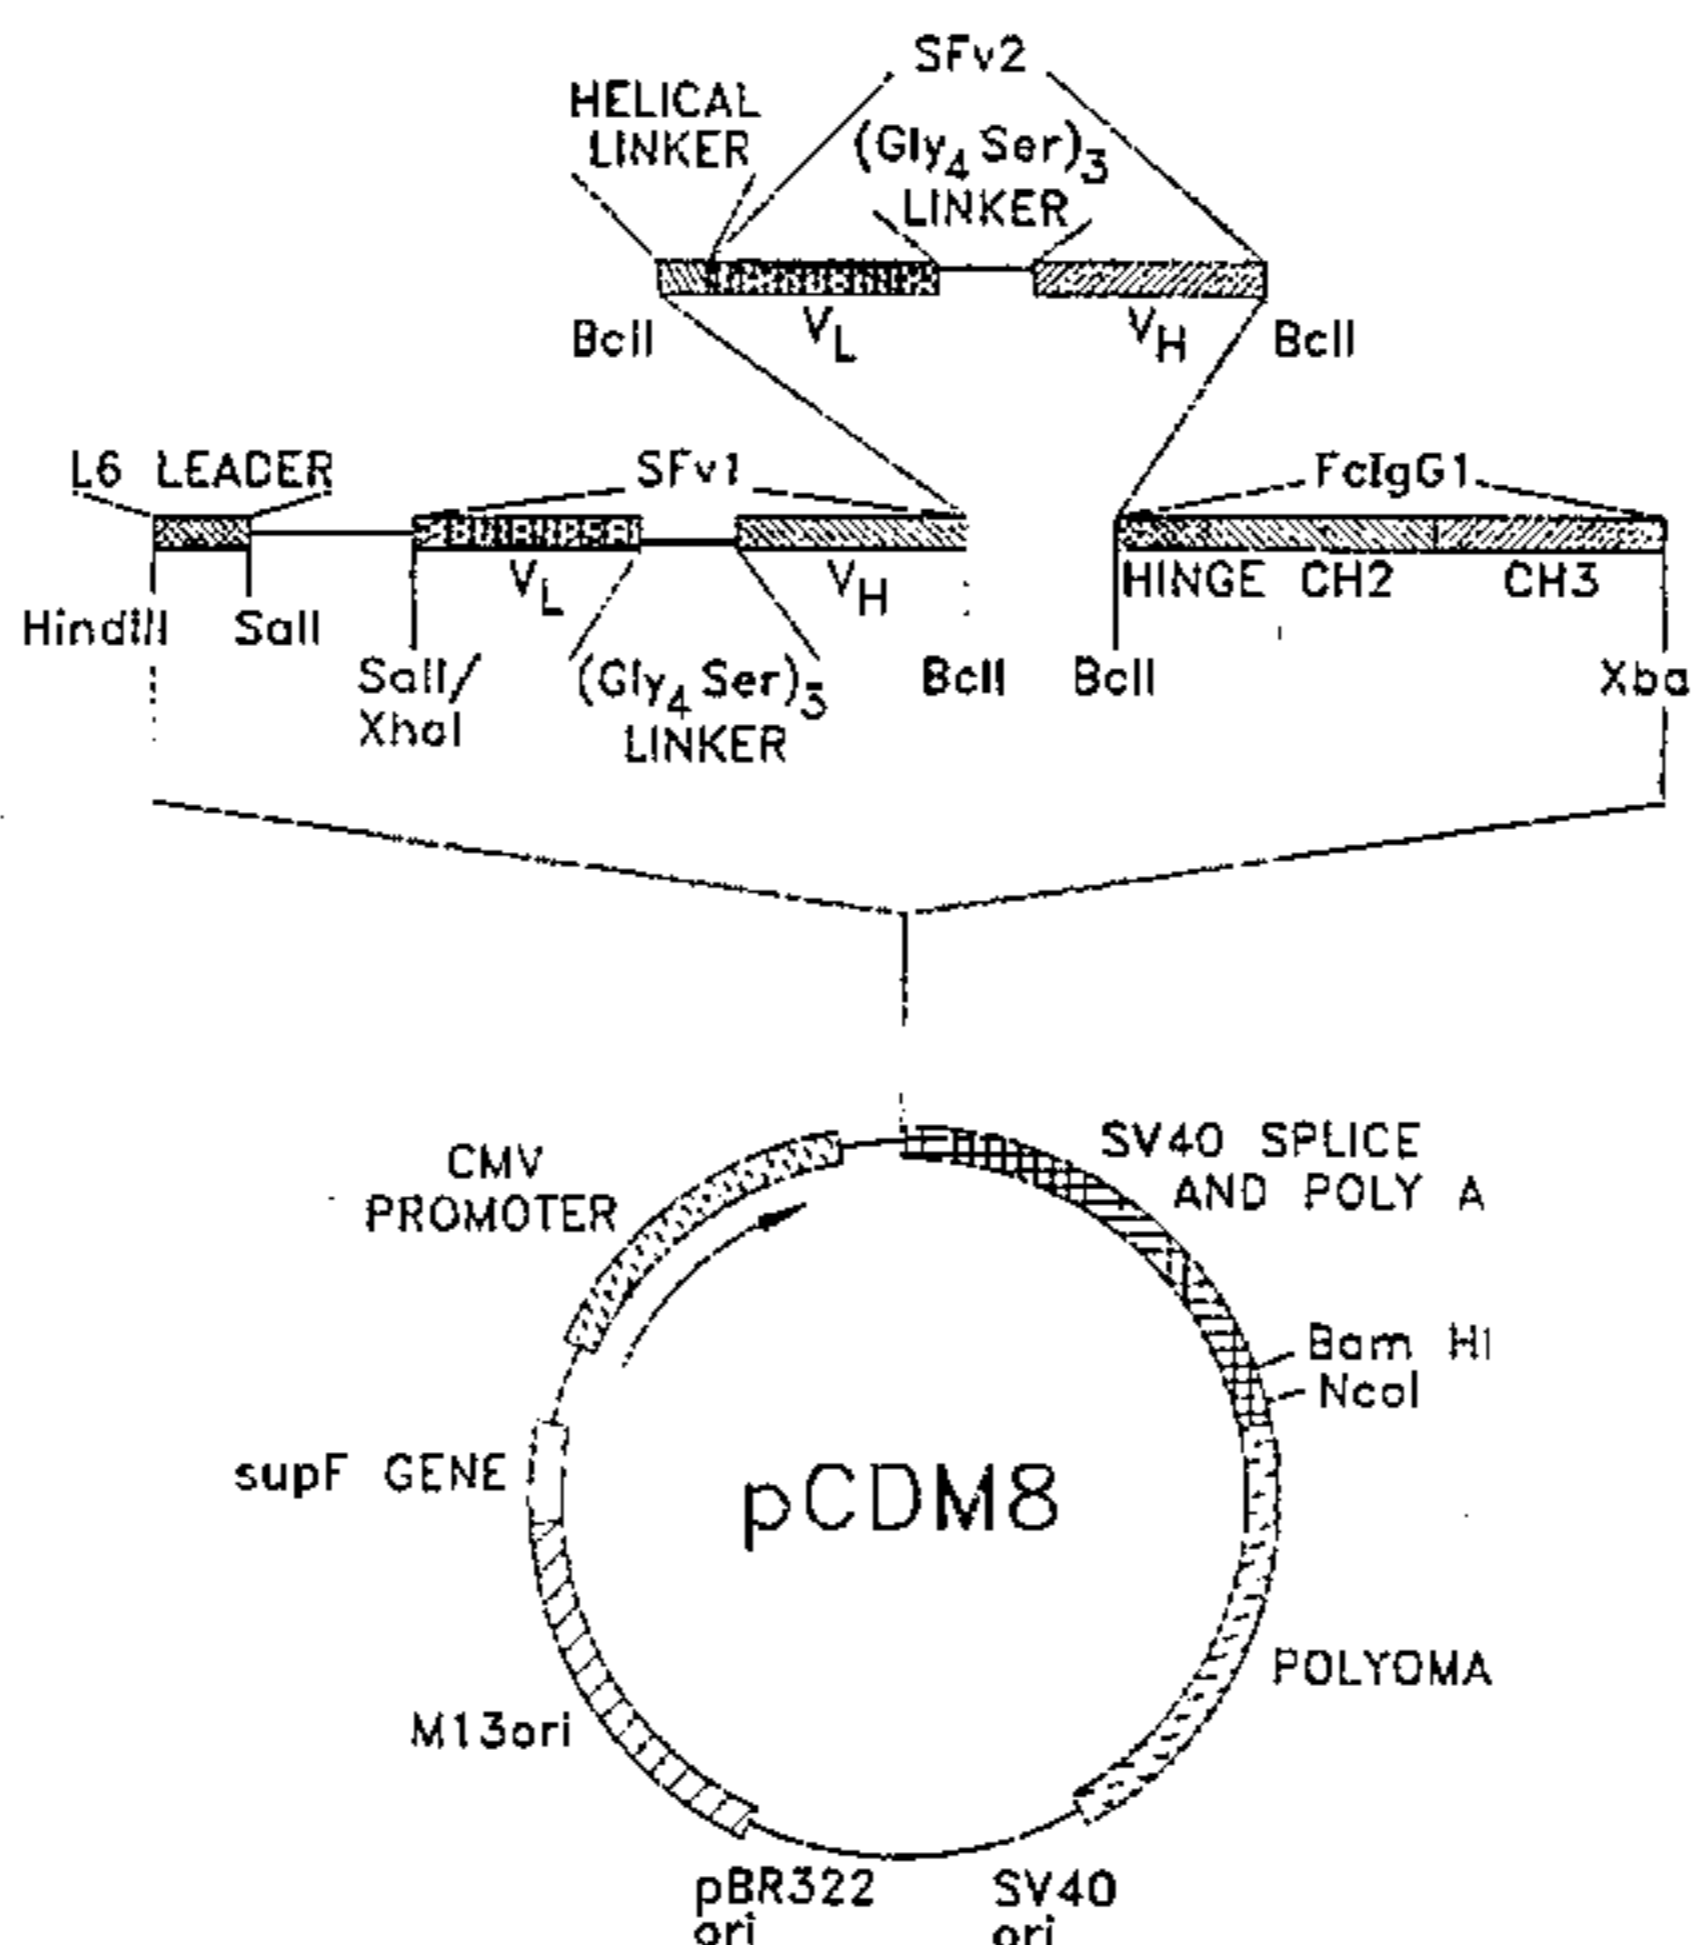 SFv2
HELICAL
LINKER
(Gly4 Ser)3
LINKER
BclI
VL
VH
BclI
L6 LEADER
SFv1
FcIgG1
VL
VH
HINGE
CH2
CH3
HindIII
SalI
SalI/
XhoI
(Gly4 Ser)3
LINKER
BclI
BclI
Xba
CMV
PROMOTER
SV40 SPLICE
AND POLY A
Bam HI
NcoI
supF GENE
pCDM8
POLYOMA
M13ori
pBR322
ori
SV40
ori